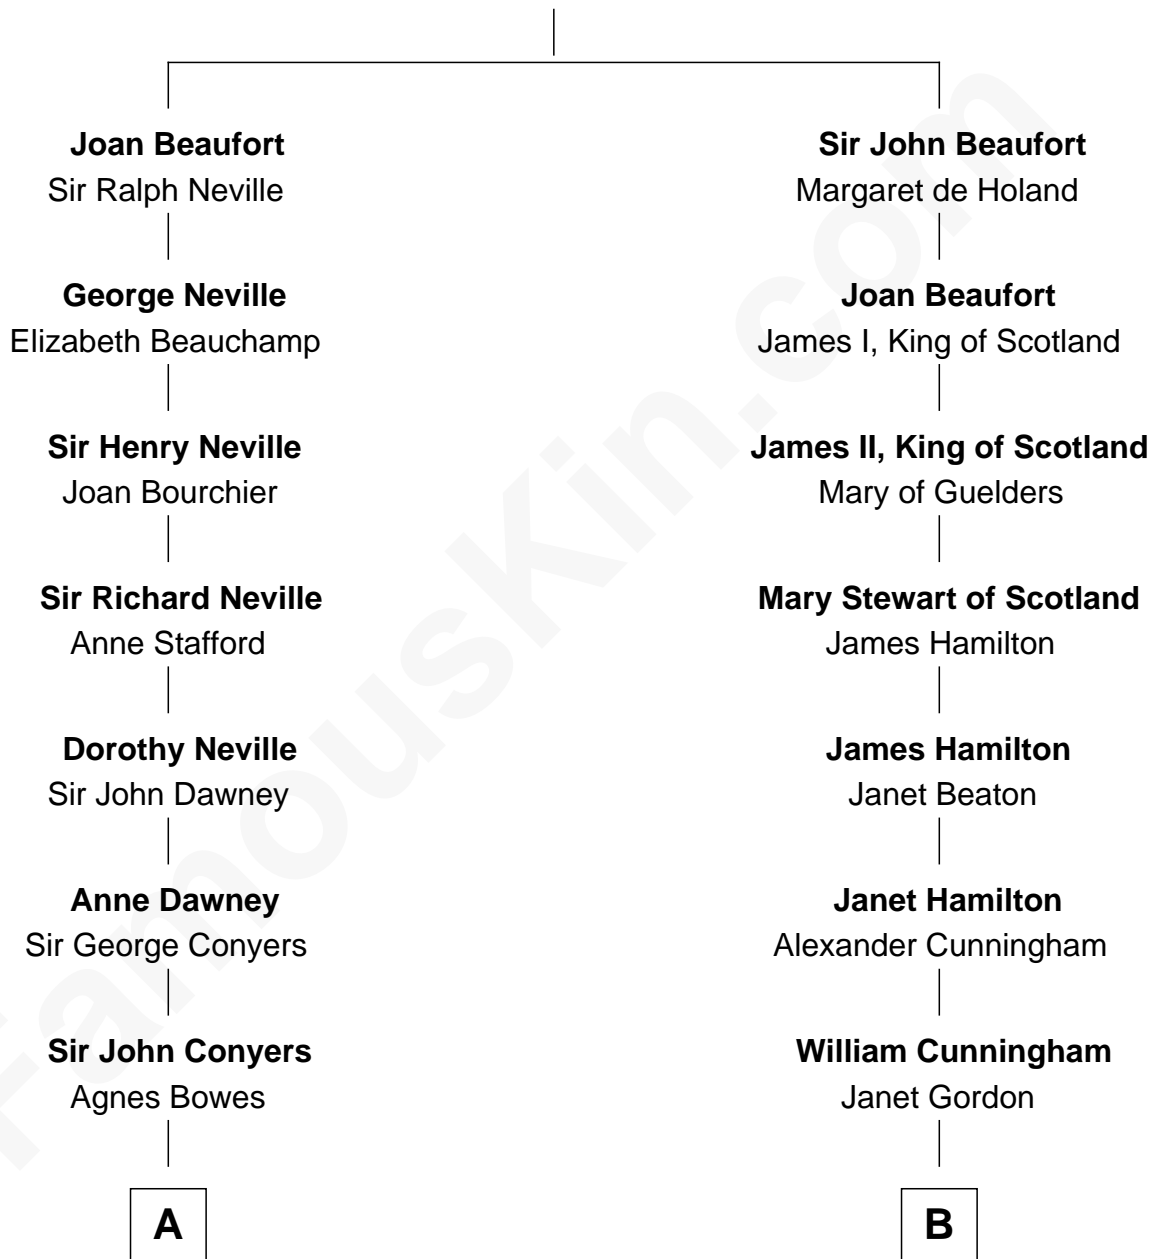 Joan Beaufort
Sir Ralph Neville
George Neville
Elizabeth Beauchamp
Sir Henry Neville
Joan Bourchier
Sir Richard Neville
Anne Stafford
Dorothy Neville
Sir John Dawney
Anne Dawney
Sir George Conyers
Sir John Conyers
Agnes Bowes
A
Sir John Beaufort
Margaret de Holand
Joan Beaufort
James I, King of Scotland
James II, King of Scotland
Mary of Guelders
Mary Stewart of Scotland
James Hamilton
James Hamilton
Janet Beaton
Janet Hamilton
Alexander Cunningham
William Cunningham
Janet Gordon
B
FamousKin.com